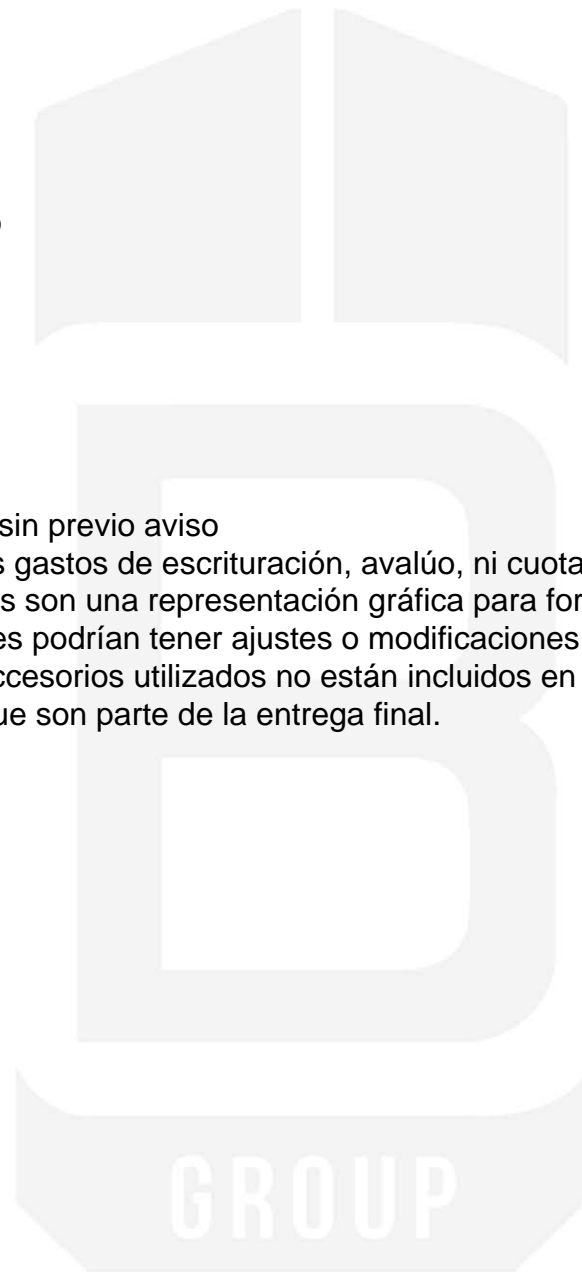 sin previo aviso
s gastos de escrituración, avalúo, ni cuota
s son una representación gráfica para for
es podrían tener ajustes o modificaciones
ccesorios utilizados no están incluidos en
ue son parte de la entrega final.
B
GROUP